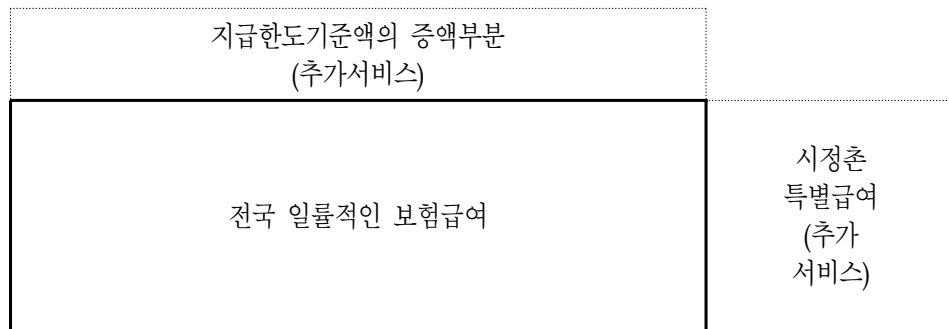 지급한도기준액의 증액부분
(추가서비스)
전국 일률적인 보험급여
시정촌
특별급여
(추가
서비스)